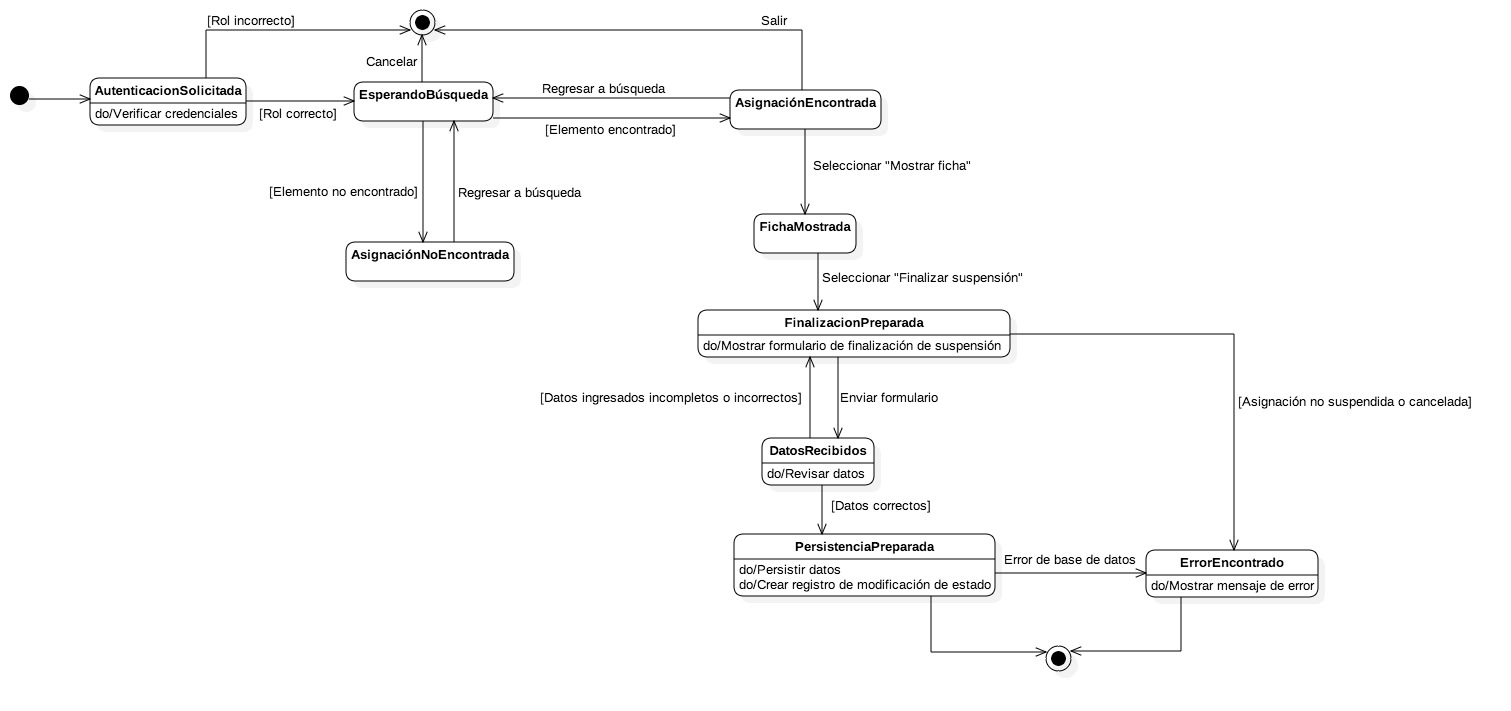 [Rol incorrecto]
Salir
Cancelar
AutenticacionSolicitada
do/Verificar credenciales
[Rol correcto]
EsperandoBúsqueda
Regresar a búsqueda
[Elemento encontrado]
AsignaciónEncontrada
Seleccionar "Mostrar ficha"
[Elemento no encontrado]
Regresar a búsqueda
AsignaciónNoEncontrada
FichaMostrada
Seleccionar "Finalizar suspensión"
FinalizacionPreparada
do/Mostrar formulario de finalización de suspensión
[Datos ingresados incompletos o incorrectos]
Enviar formulario
[Asignación no suspendida o cancelada]
DatosRecibidos
do/Revisar datos
[Datos correctos]
PersistenciaPreparada
do/Persistir datos
do/Crear registro de modificación de estado
Error de base de datos
ErrorEncontrado
do/Mostrar mensaje de error